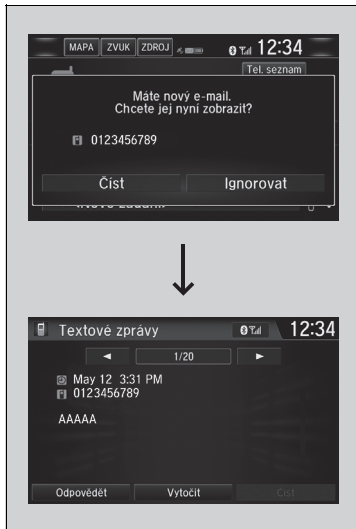 MAPA ZVUK ZDROJ 12:34
Tel. seznam
Máte nový e-mail.
Chcete jej nyní zobrazit?
0123456789
Číst Ignorovat
Textové zprávy 12:34
◄ 1/20 ►
May 12 3:31 PM
0123456789
AAAAA
Odpovědět Vytočit Číst